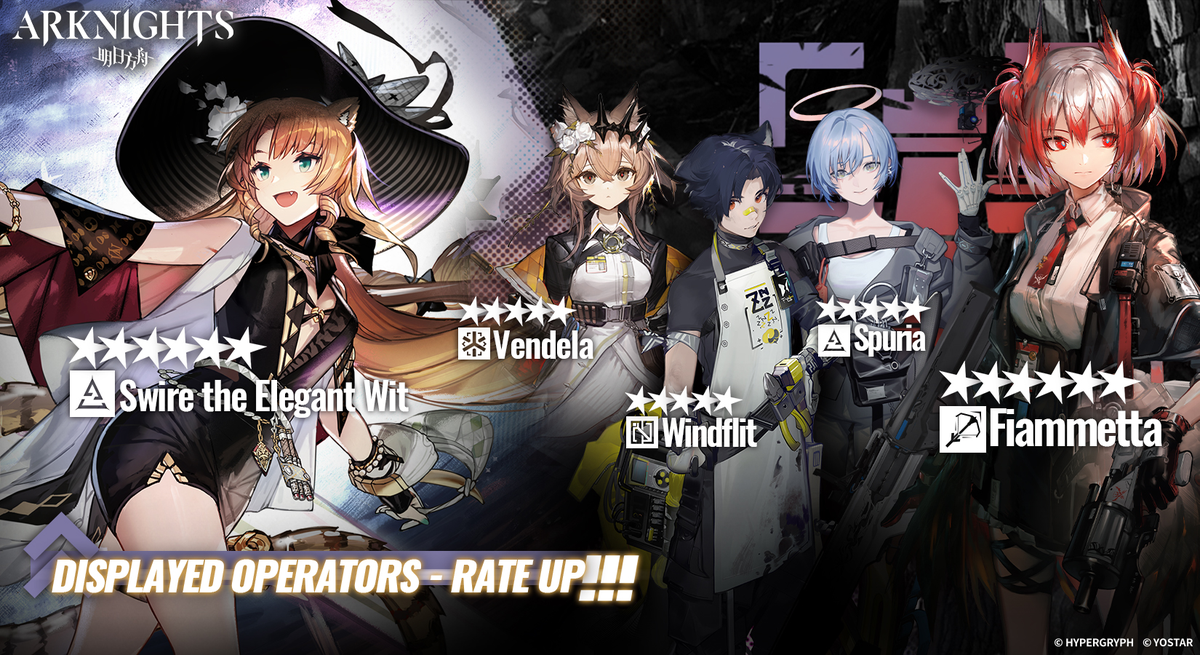 ARKNIGHTS
明日方舟
Swire the Elegant Wit
Vendela
Windflit
Spuria
Fiammetta
DISPLAYED OPERATORS - RATE UP!!!
© HYPERGRYPH © YOSTAR